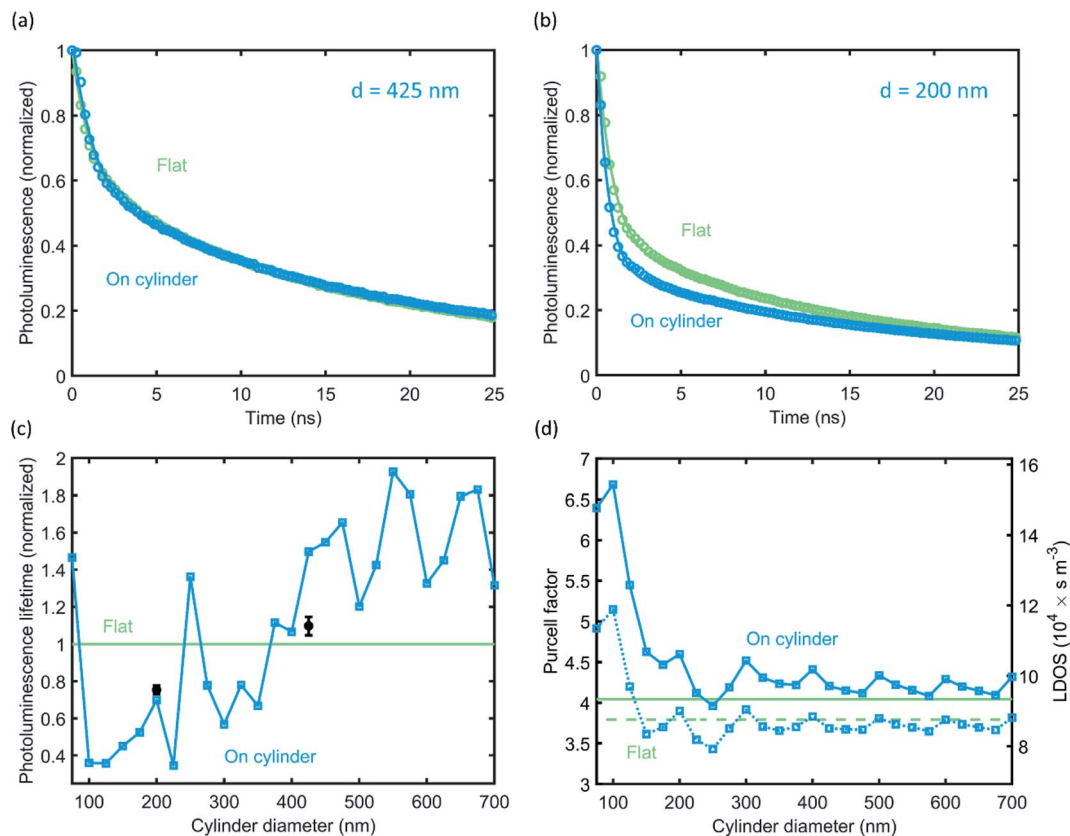 (a)
(b)
Photoluminescence (normalized)
1
0.8
0.6
0.4
0.2
0
d = 425 nm
Flat
On cylinder
0 5 10 15 20 25
Time (ns)
Photoluminescence (normalized)
1
0.8
0.6
0.4
0.2
0
d = 200 nm
Flat
On cylinder
0 5 10 15 20 25
Time (ns)
(c)
(d)
Photoluminescence lifetime (normalized)
2
1.8
1.6
1.4
1.2
1
0.8
0.6
0.4
Flat
On cylinder
100 200 300 400 500 600 700
Cylinder diameter (nm)
Purcell factor
7
6.5
6
5.5
5
4.5
4
3.5
3
On cylinder
Flat
16
14
12
10
8
LDOS (10⁴ × s m⁻³)
100 200 300 400 500 600 700
Cylinder diameter (nm)